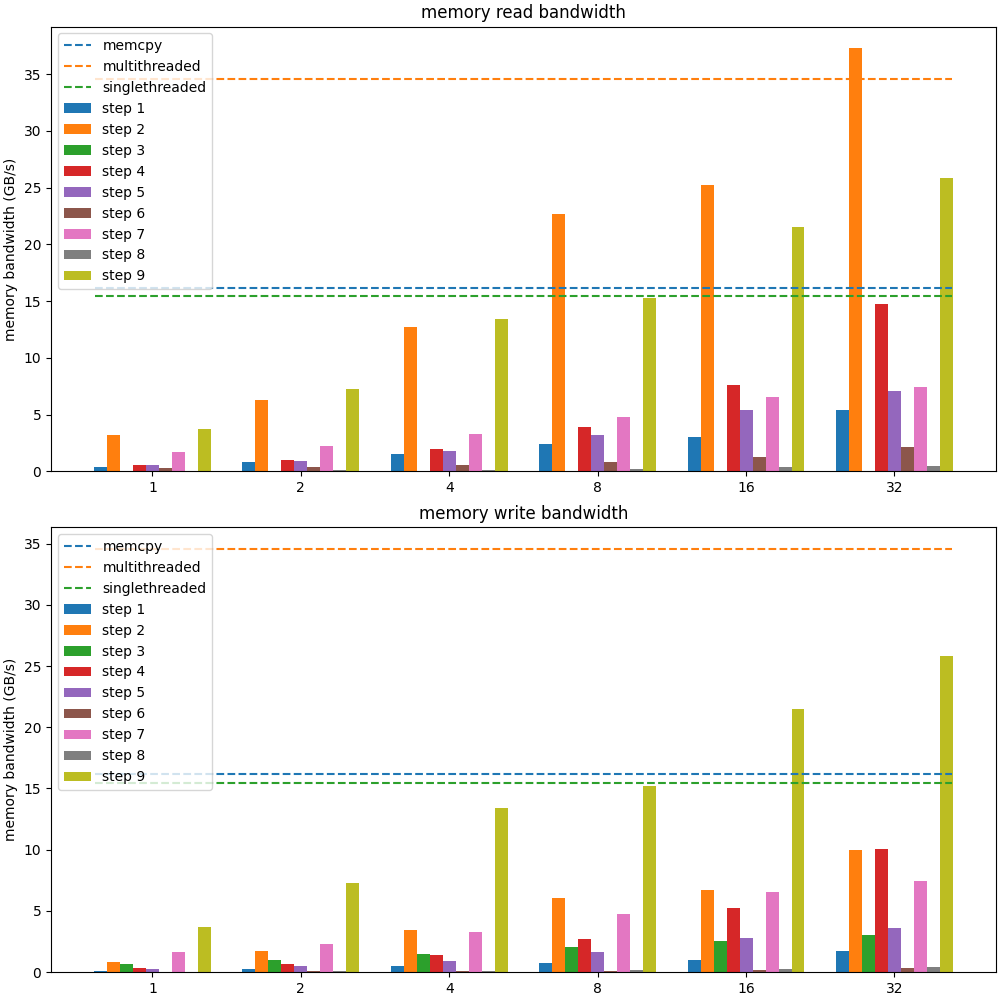 memory read bandwidth
memory bandwidth (GB/s)
35
30
25
20
15
10
5
0
memcpy
multithreaded
singlethreaded
step 1
step 2
step 3
step 4
step 5
step 6
step 7
step 8
step 9
1 2 4 8 16 32
memory write bandwidth
memory bandwidth (GB/s)
35
30
25
20
15
10
5
0
memcpy
multithreaded
singlethreaded
step 1
step 2
step 3
step 4
step 5
step 6
step 7
step 8
step 9
1 2 4 8 16 32